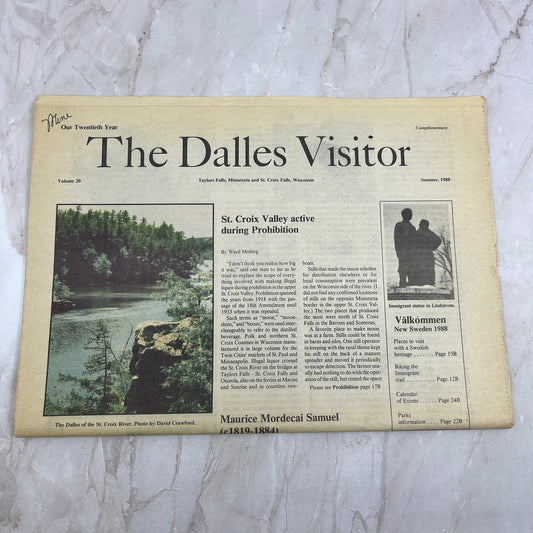 Mine
Our Twentieth Year
Complimentary
The Dalles Visitor
Volume 20
Taylors Falls, Minnesota and St. Croix Falls, Wisconsin
Summer, 1988
St. Croix Valley active
during Prohibition
By Ward Moberg
"I don't think you realize how big
it was," said one man to me as he
tried to explain the scope of every-
thing involved with making illegal
liquor during prohibition in the upper
St. Croix Valley. Prohibition spanned
the years from 1918 with the pas-
sage of the 18th Amendment until
1933 when it was repealed.
Such terms as "moon," "moon-
shine," and "booze," were used inter-
changeably to refer to the distilled
beverage. Polk and northern St.
Croix Counties in Wisconsin manu-
factured it in large volume for the
Twin Cities' markets of St. Paul and
Minneapolis. Illegal liquor crossed
the St. Croix River on the bridges at
Taylors Falls - St. Croix Falls and
Osceola, also on the ferries at Marine
and Sunrise and in countless row-
boats.
Stills that made the moon whether
for distribution elsewhere or for
local consumption were prevalent
on the Wisconsin side of the river. (I
did not find any confirmed locations
of stills on the opposite Minnesota
border in the upper St. Croix Val-
ley.) The two places that produced
the most were north of St. Croix
Falls in the Barrens and Somerset.
A favorite place to make moon
was at a farm. Stills could be found
in barns and silos. One still operator
in keeping with the rural theme kept
his still on the back of a manure
spreader and moved it periodically
to escape detection. The farmer usu-
ally had nothing to do with the oper-
ation of the still, but rented the space
Please see Prohibition page 17B
Immigrant statue in Lindstrom.
Välkommen
New Sweden 1988
Places to visit
with a Swedish
heritage . . . . . Page 15B
Biking the
Immigrant
trail . . . . . . . . Page 12B
Calendar
of Events . . . . . Page 24B
Parks
information . . . . Page 22B
The Dalles of the St. Croix River. Photo by David Crawford.
Maurice Mordecai Samuel
(c1819-1884)